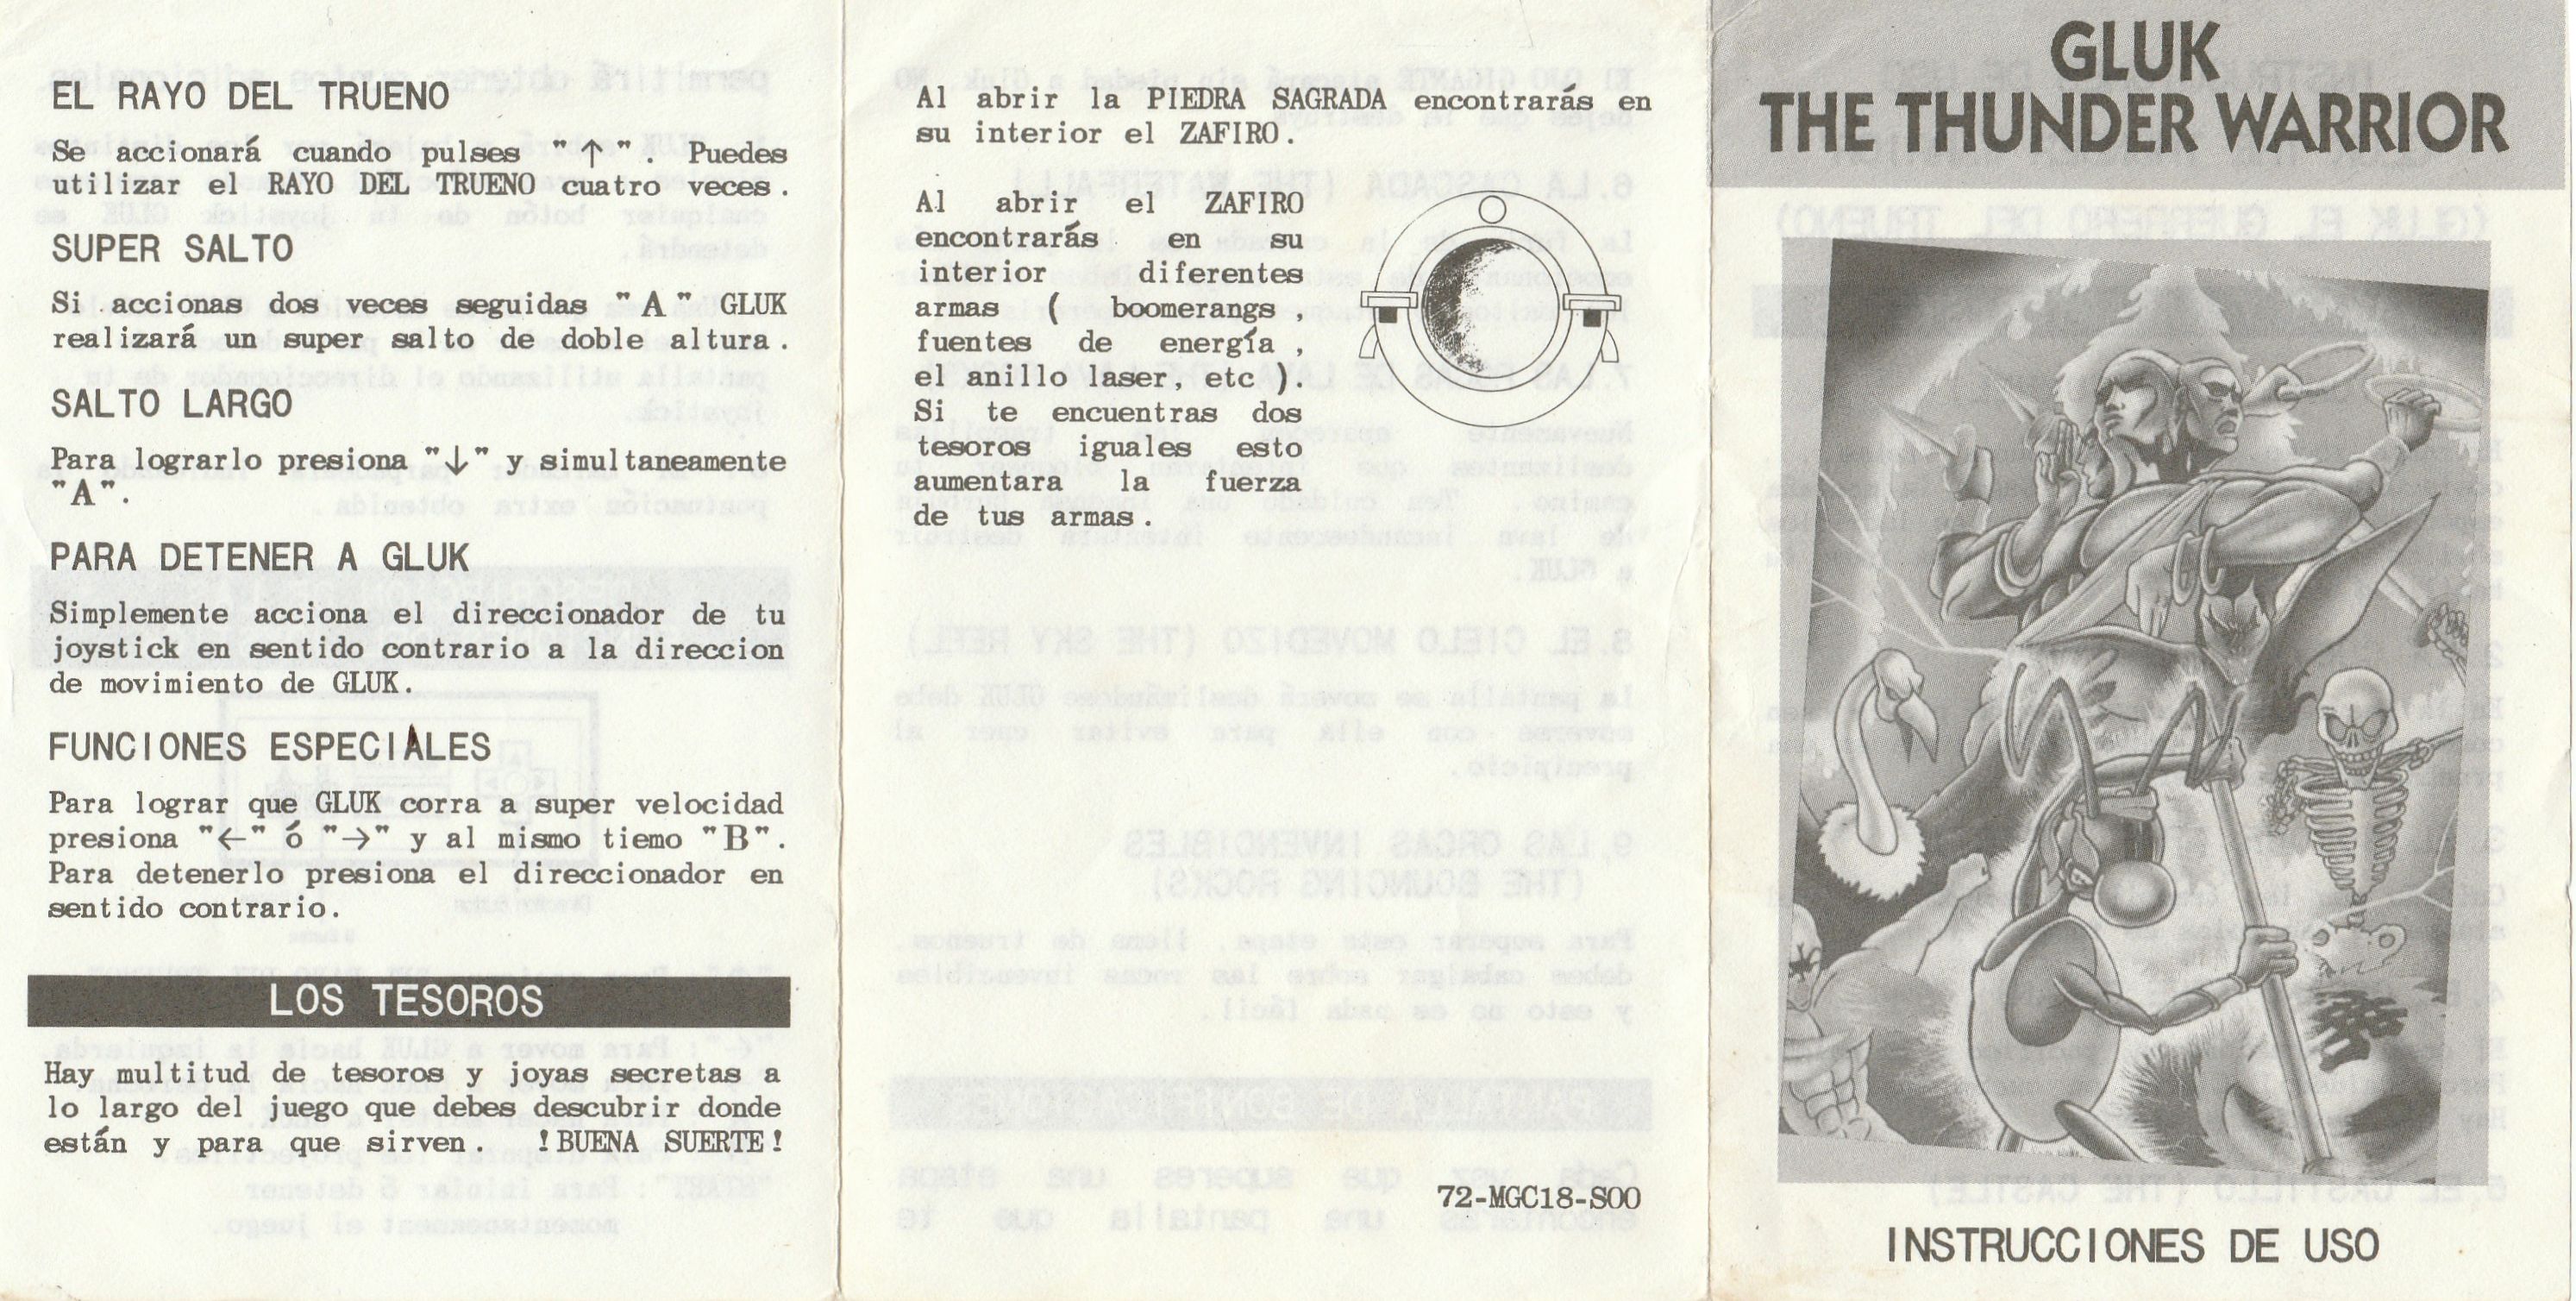 EL RAYO DEL TRUENO
Se accionará cuando pulses "↑". Puedes
utilizar el RAYO DEL TRUENO cuatro veces.
SUPER SALTO
Si accionas dos veces seguidas "A" GLUK
realizará un super salto de doble altura.
SALTO LARGO
Para lograrlo presiona "↓" y simultaneamente
"A".
PARA DETENER A GLUK
Simplemente acciona el direccionador de tu
joystick en sentido contrario a la direccion
de movimiento de GLUK.
FUNCIONES ESPECIALES
Para lograr que GLUK corra a super velocidad
presiona "←" ó "→" y al mismo tiemo "B".
Para detenerlo presiona el direccionador en
sentido contrario.
LOS TESOROS
Hay multitud de tesoros y joyas secretas a
lo largo del juego que debes descubrir donde
están y para que sirven. !BUENA SUERTE!
Al abrir la PIEDRA SAGRADA encontrarás en
su interior el ZAFIRO.
Al abrir el ZAFIRO
encontrarás en su
interior diferentes
armas ( boomerangs ,
fuentes de energía ,
el anillo laser, etc ).
Si te encuentras dos
tesoros iguales esto
aumentara la fuerza
de tus armas.
72-MGC18-S00
GLUK
THE THUNDER WARRIOR
INSTRUCCIONES DE USO